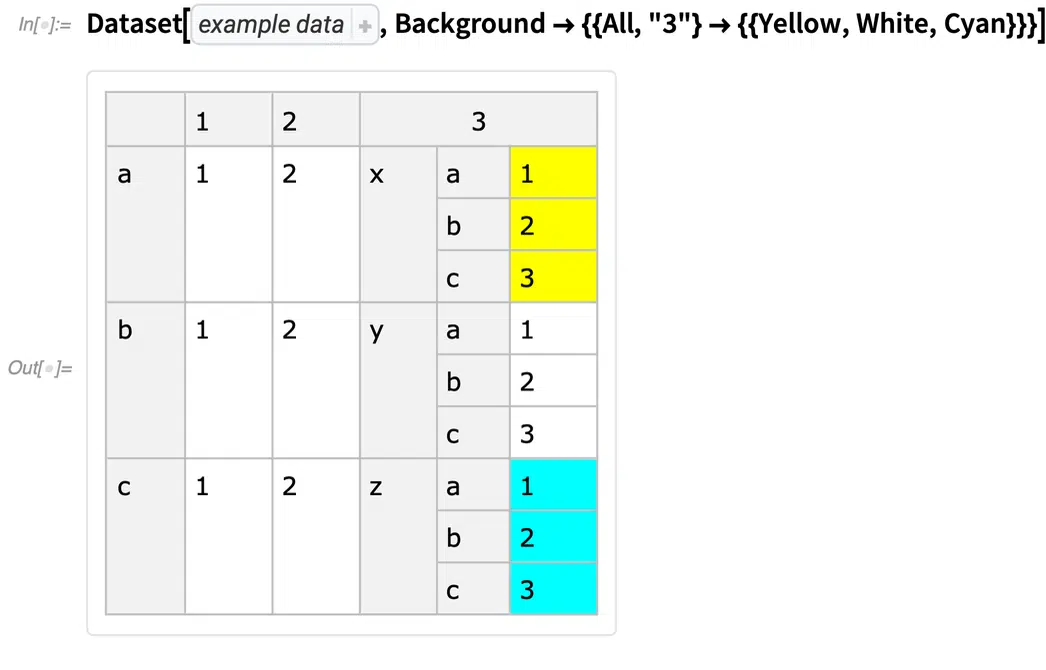 In[●]:= Dataset[ example data + , Background → {{All, "3"} → {{Yellow, White, Cyan}}}]
1 2 3
a 1 2 x a 1
b 2
c 3
b 1 2 y a 1
Out[●]=
b 2
c 3
c 1 2 z a 1
b 2
c 3